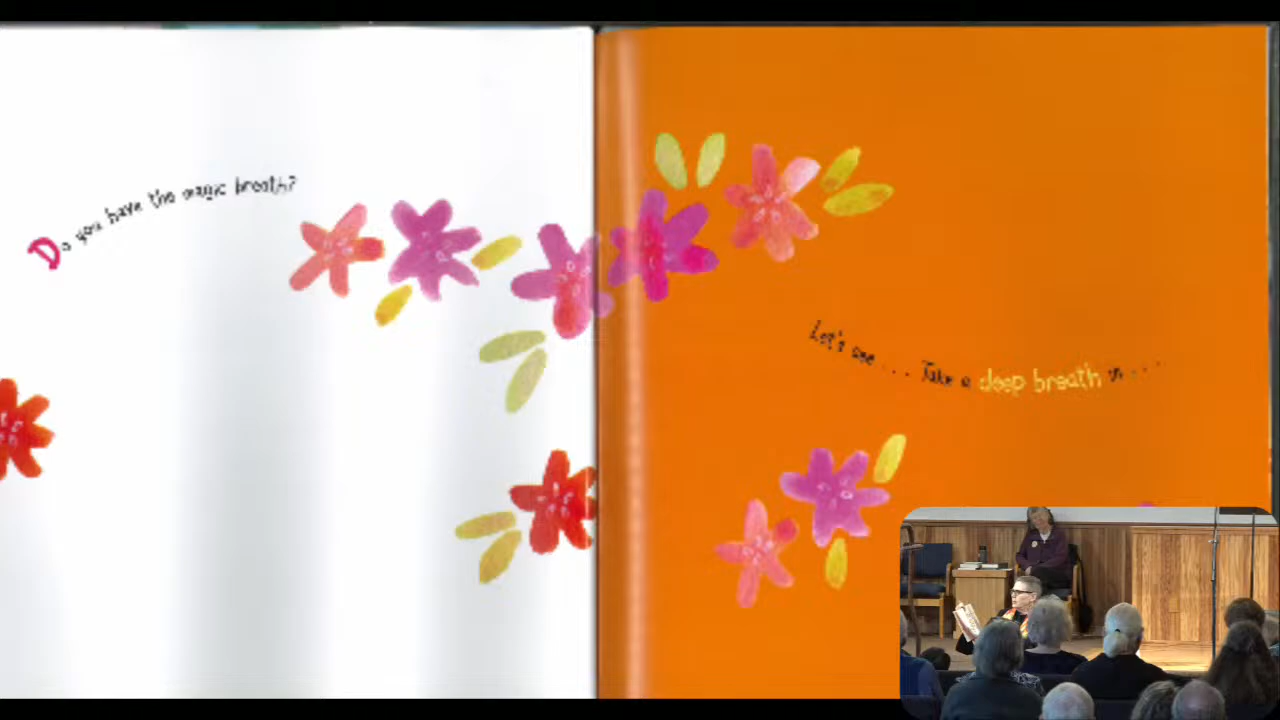 Do you have the magic breath?
Let's see . . . Take a deep breath in . . .